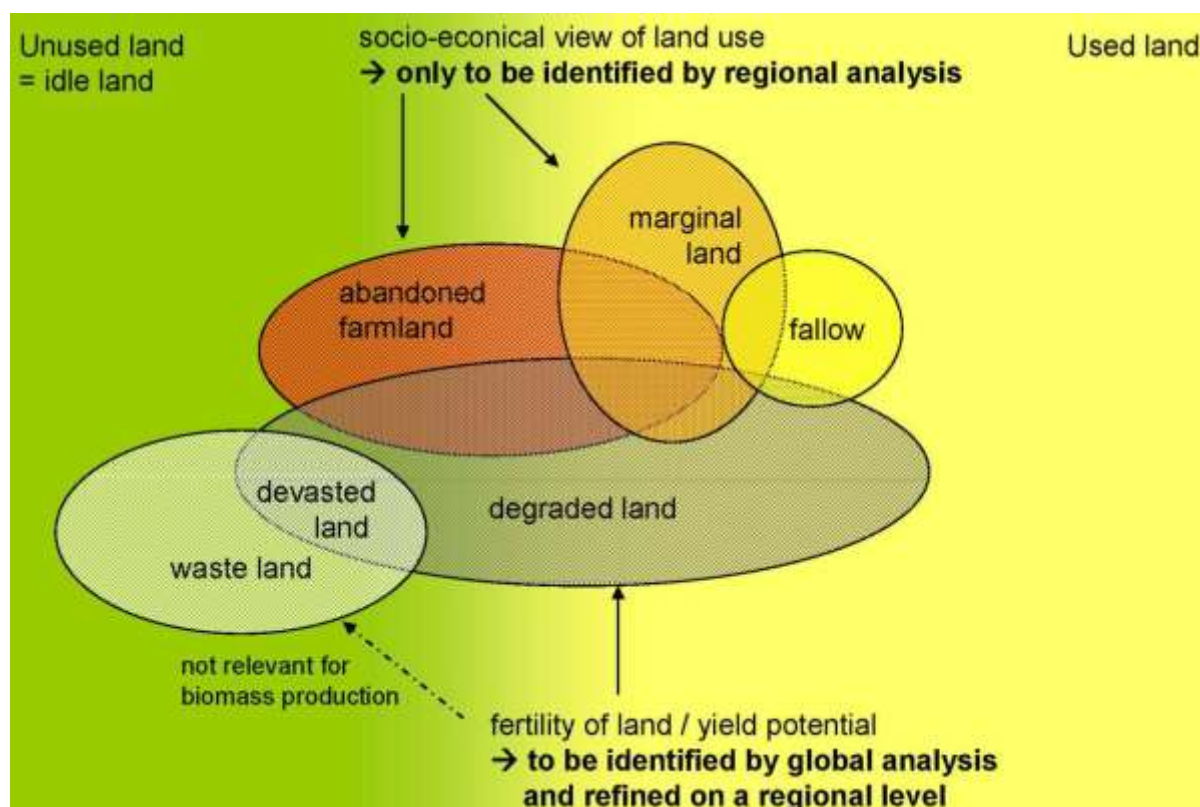 Unused land
= idle land
socio-econical view of land use
→ only to be identified by regional analysis
Used land
marginal
land
abandoned
farmland
fallow
devasted
land
degraded land
waste land
not relevant for
biomass production
fertility of land / yield potential
→ to be identified by global analysis
and refined on a regional level